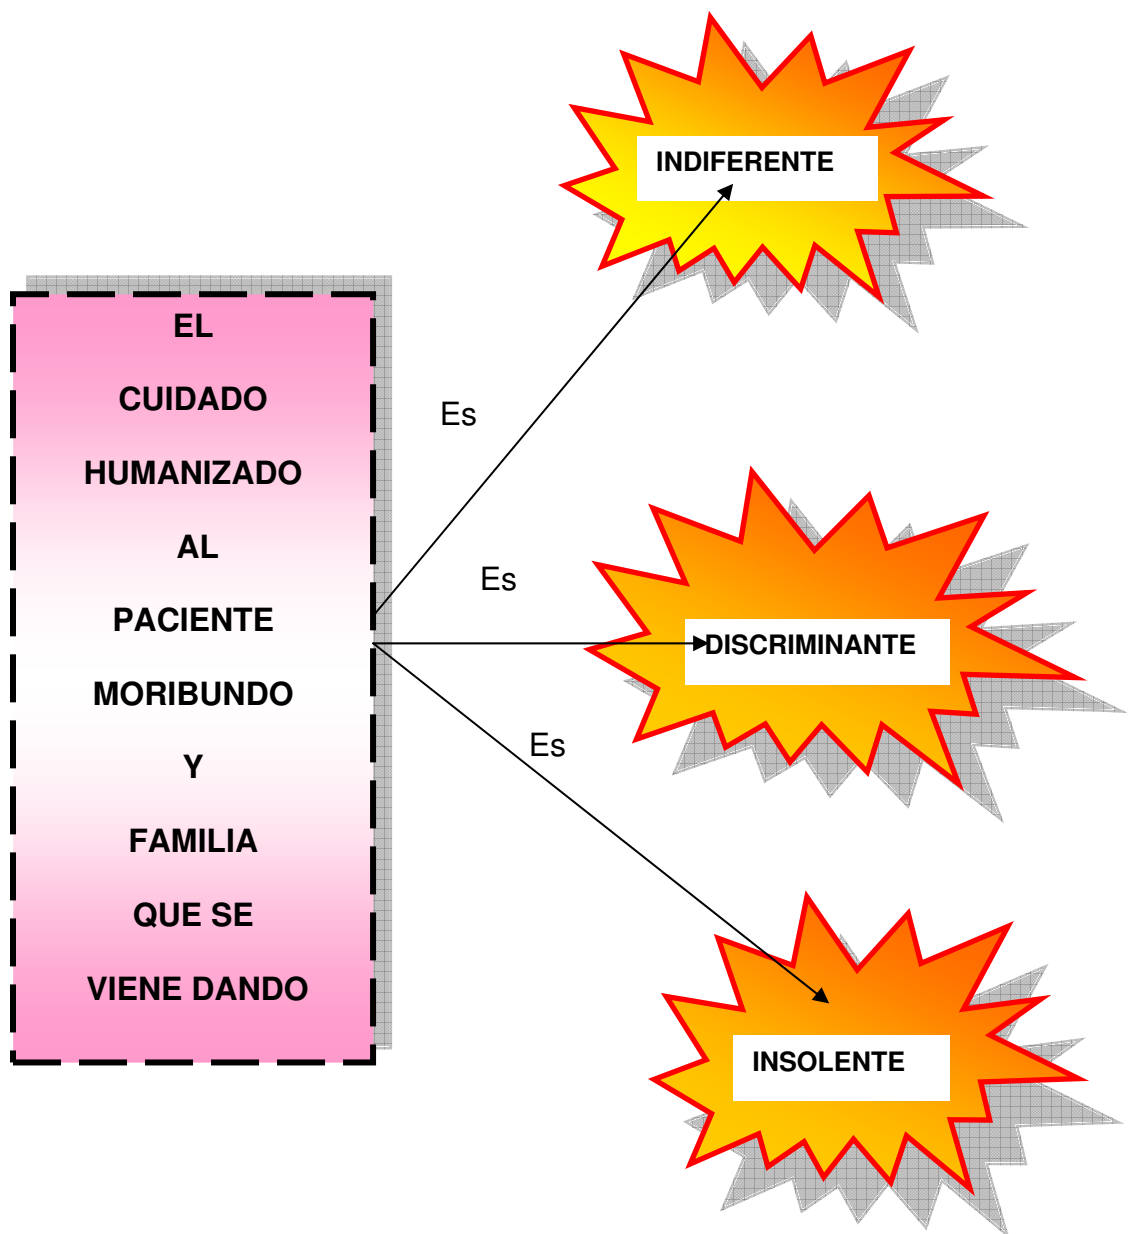 EL
CUIDADO
HUMANIZADO
AL
PACIENTE
MORIBUNDO
Y
FAMILIA
QUE SE
VIENE DANDO
Es
INDIFERENTE
Es
DISCRIMINANTE
Es
INSOLENTE